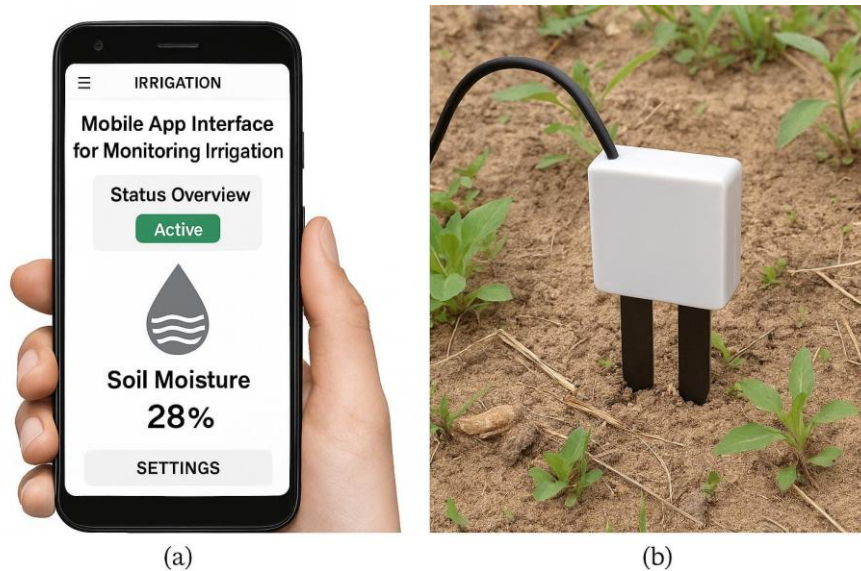 IRRIGATION
Mobile App Interface
for Monitoring Irrigation
Status Overview
Active
Soil Moisture
28%
SETTINGS
(a)
(b)